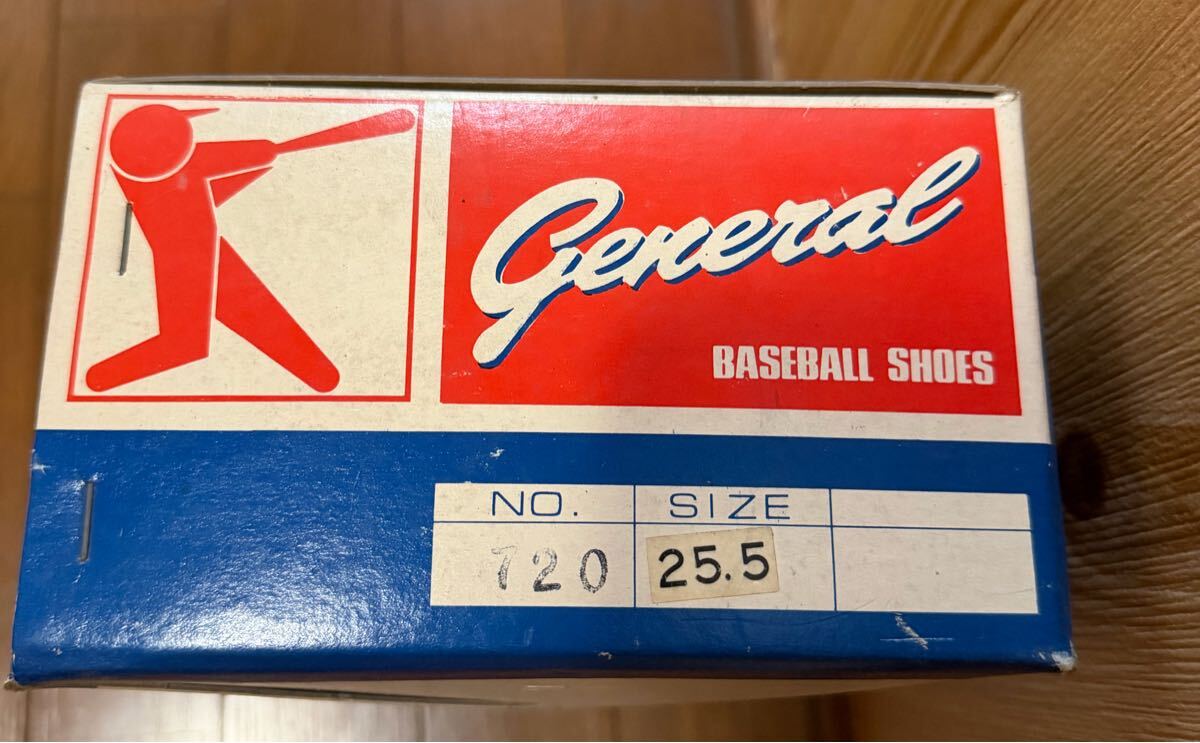 General
BASEBALL SHOES
NO. SIZE
720 25.5